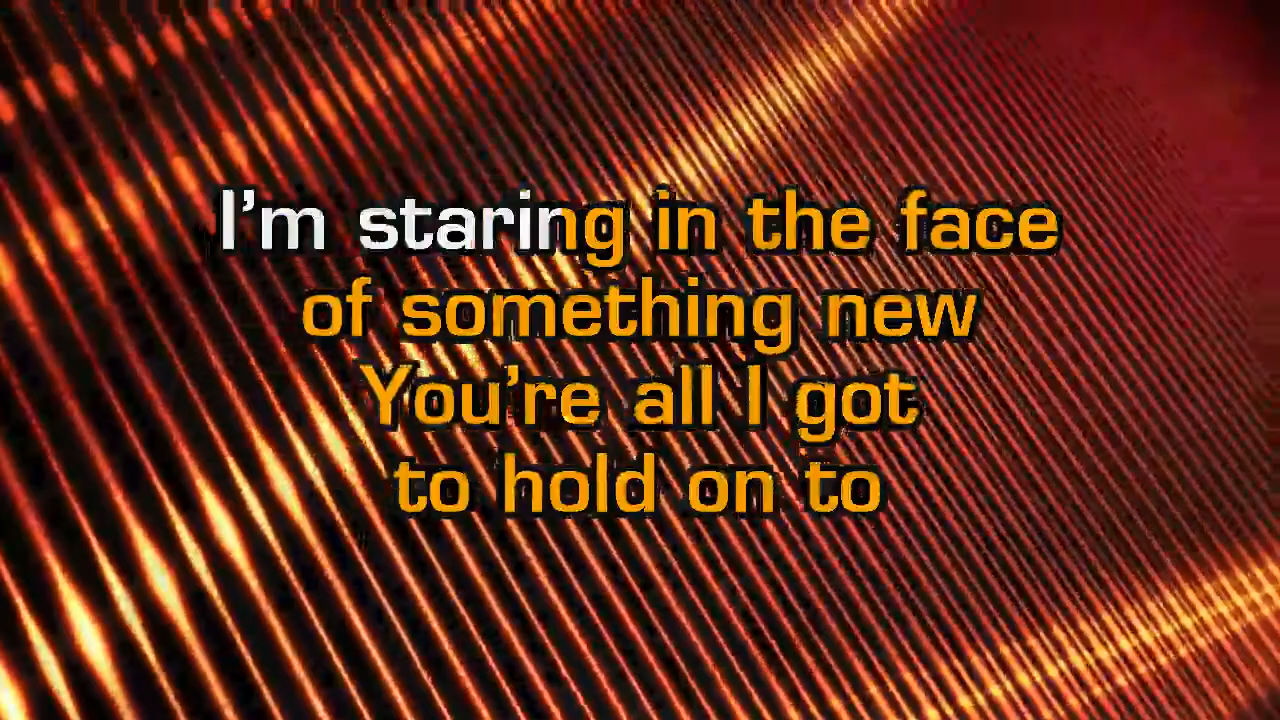 I'm staring in the face
of something new
You're all I got
to hold on to